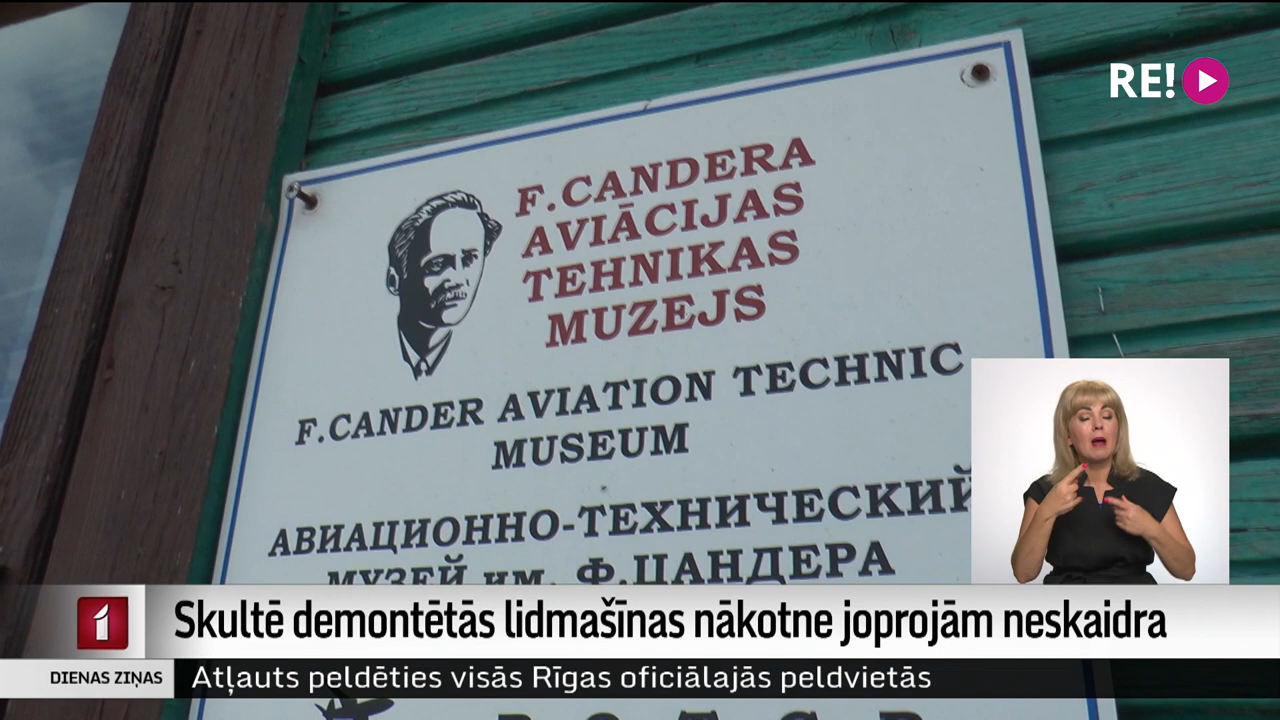 RE!
F.CANDERA
AVIĀCIJAS
TEHNIKAS
MUZEJS
F.CANDER AVIATION TECHNIC
MUSEUM
АВИАЦИОННО-ТЕХНИЧЕСКИЙ
МУЗЕЙ им. Ф.ЦАНДЕРА
1
Skultē demontētās lidmašīnas nākotne joprojām neskaidra
DIENAS ZIŅAS
Atļauts peldēties visās Rīgas oficiālajās peldvietās